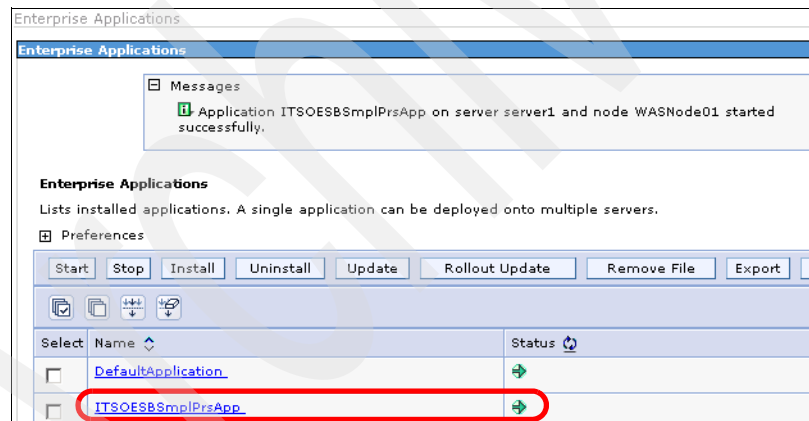 Enterprise Applications
Enterprise Applications
Messages
Application ITSOESBSmplPrsApp on server server1 and node WASNode01 started
successfully.
Enterprise Applications
Lists installed applications. A single application can be deployed onto multiple servers.
Preferences
Start Stop Install Uninstall Update Rollout Update Remove File Export
Select Name Status
DefaultApplication
ITSOESBSmplPrsApp